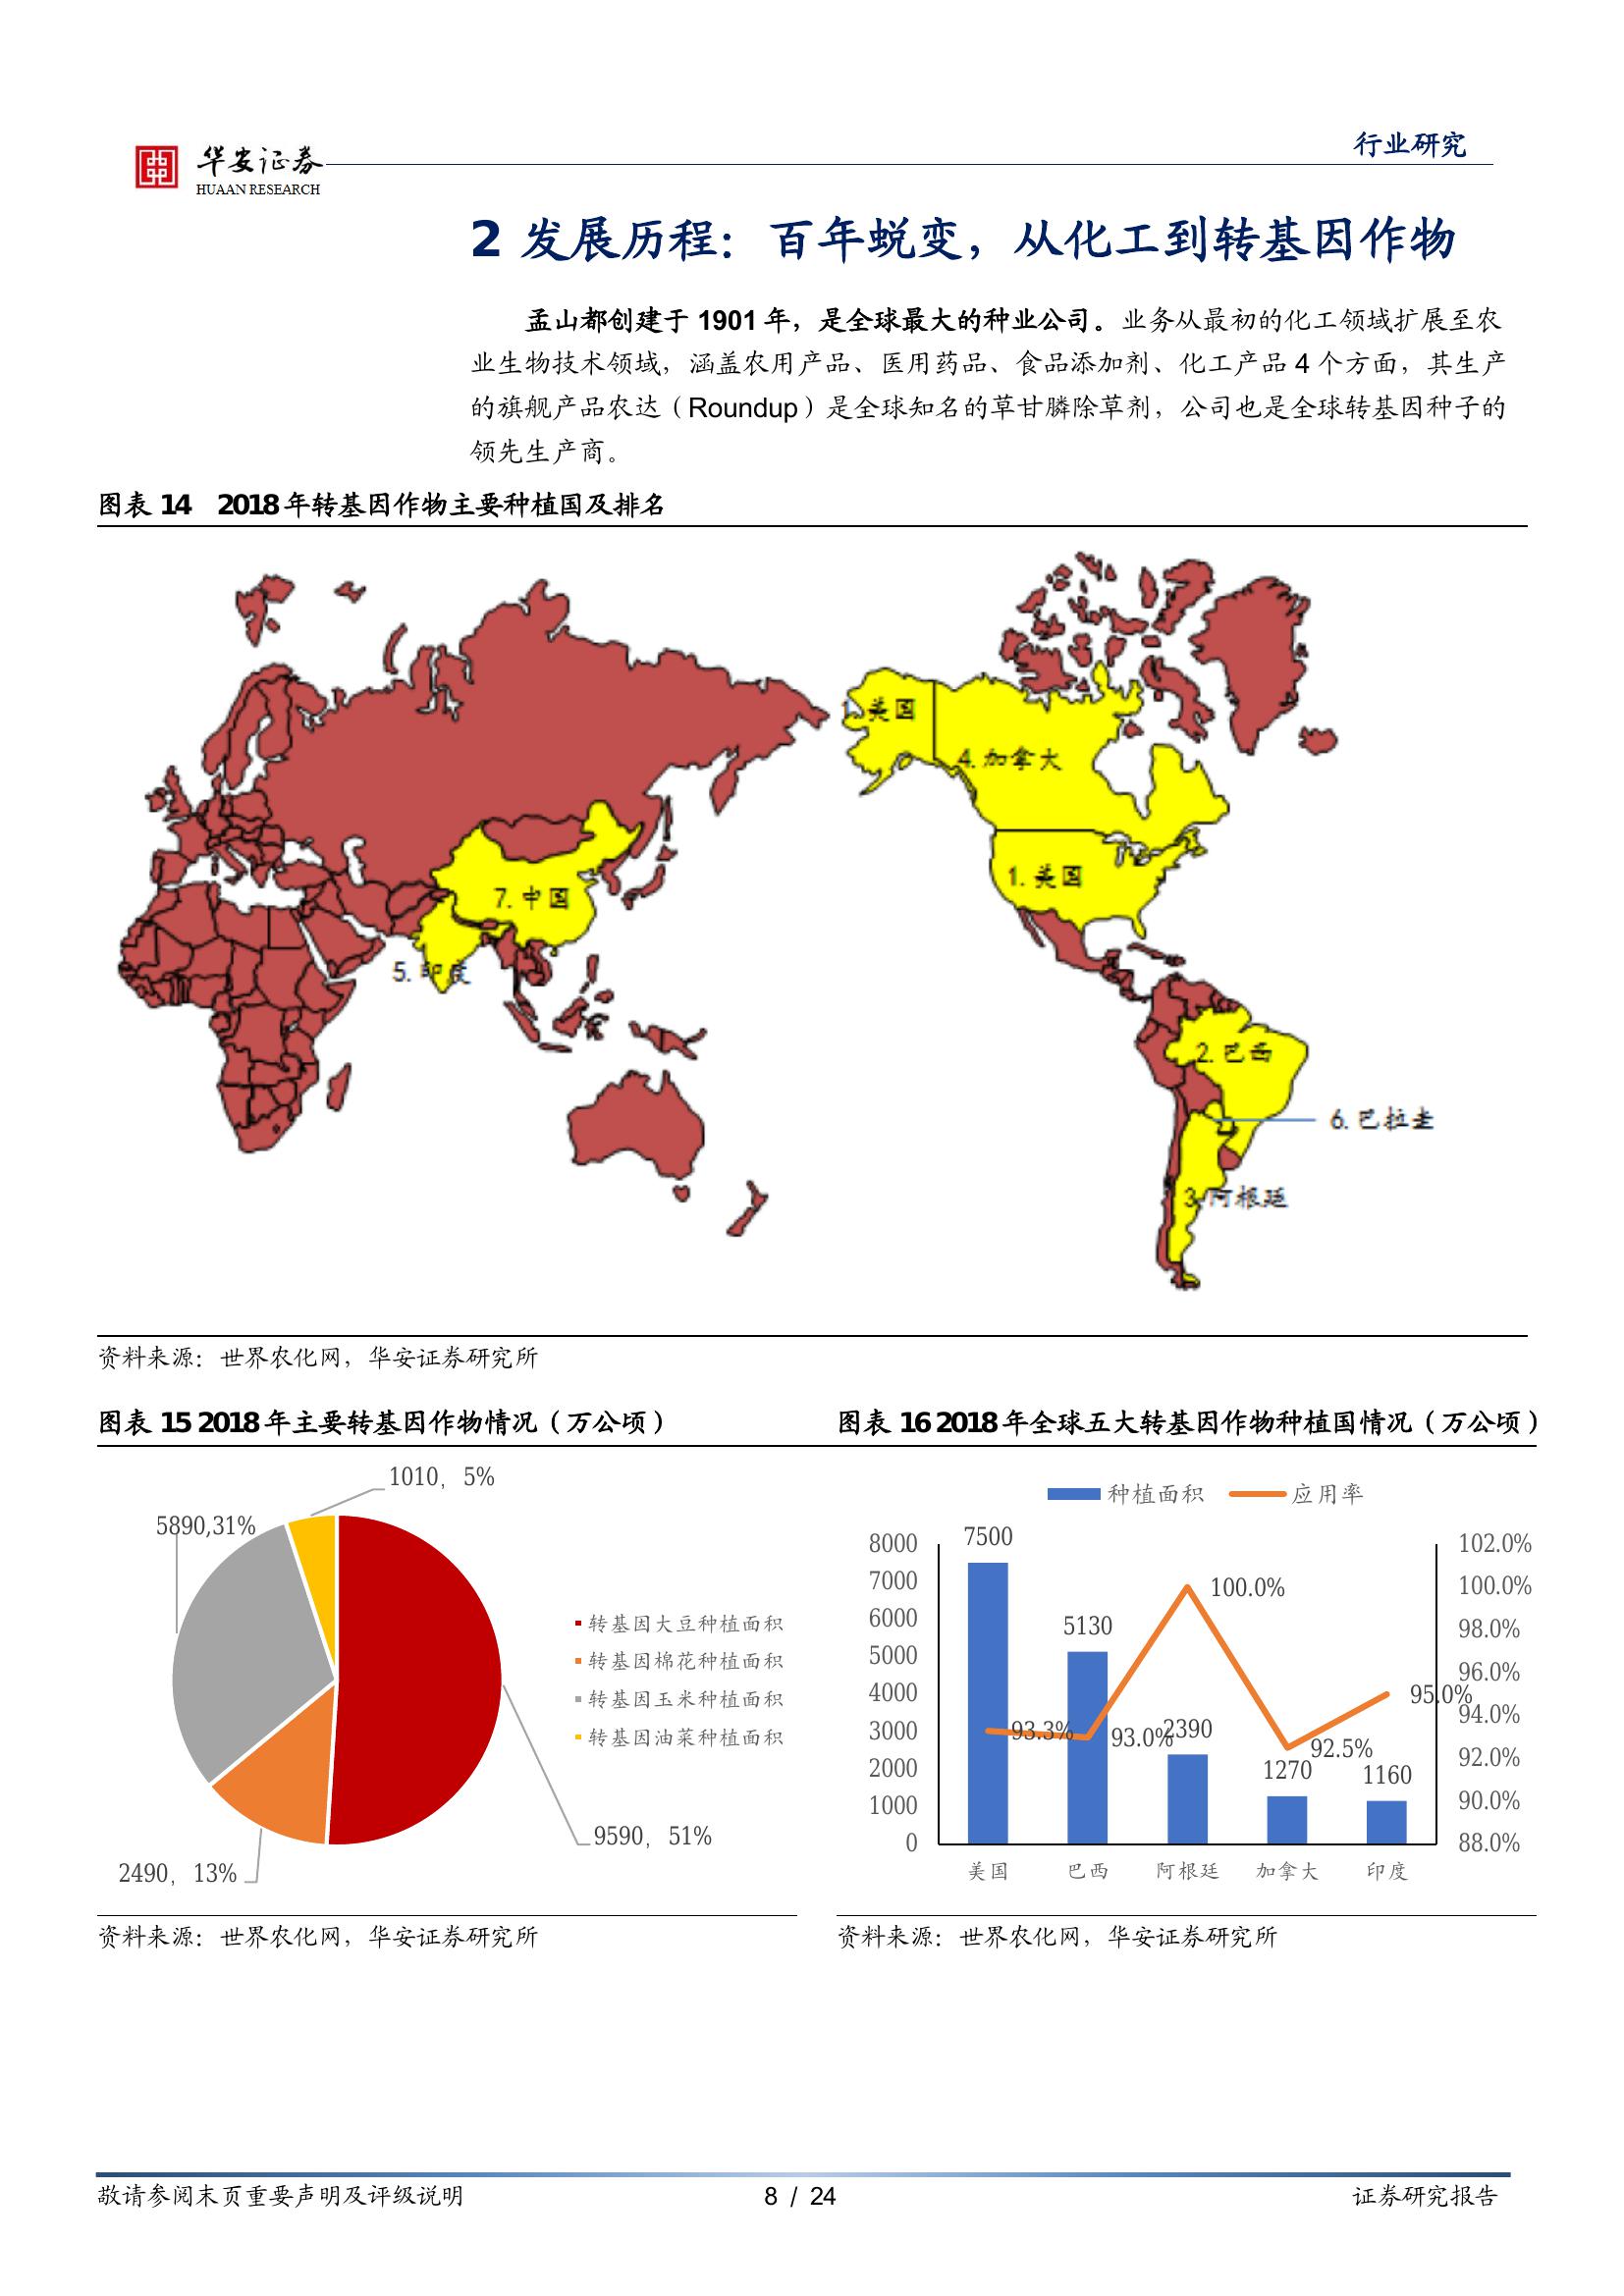 行业研究
华安证券
HUAAN RESEARCH
2 发展历程：百年蜕变，从化工到转基因作物
孟山都创建于 1901 年，是全球最大的种业公司。业务从最初的化工领域扩展至农
业生物技术领域，涵盖农用产品、医用药品、食品添加剂、化工产品 4 个方面，其生产
的旗舰产品农达（Roundup）是全球知名的草甘膦除草剂，公司也是全球转基因种子的
领先生产商。
图表 14 2018 年转基因作物主要种植国及排名
1. 美国
4. 加拿大
1. 美国
7. 中国
5. 印度
2. 巴西
6. 巴拉圭
3. 阿根廷
资料来源：世界农化网，华安证券研究所
图表 15 2018 年主要转基因作物情况（万公顷）
1010, 5%
5890,31%
转基因大豆种植面积
转基因棉花种植面积
转基因玉米种植面积
转基因油菜种植面积
9590, 51%
2490, 13%
资料来源：世界农化网，华安证券研究所
图表 16 2018 年全球五大转基因作物种植国情况（万公顷）
种植面积 应用率
8000
7000
6000
5000
4000
3000
2000
1000
0
7500
5130
2390
1270
1160
93.3%
93.0%
100.0%
92.5%
95.0%
102.0%
100.0%
98.0%
96.0%
94.0%
92.0%
90.0%
88.0%
美国 巴西 阿根廷 加拿大 印度
资料来源：世界农化网，华安证券研究所
敬请参阅末页重要声明及评级说明 8 / 24 证券研究报告